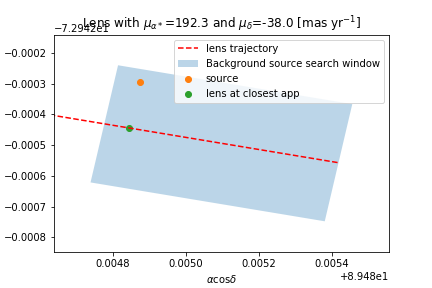 Lens with μα* =192.3 and μδ=-38.0 [mas yr⁻¹]
−7.2942e1
lens trajectory
Background source search window
source
lens at closest app
−0.0002
−0.0003
−0.0004
−0.0005
−0.0006
−0.0007
−0.0008
0.0048 0.0050 0.0052 0.0054
+8.948e1
αcosδ